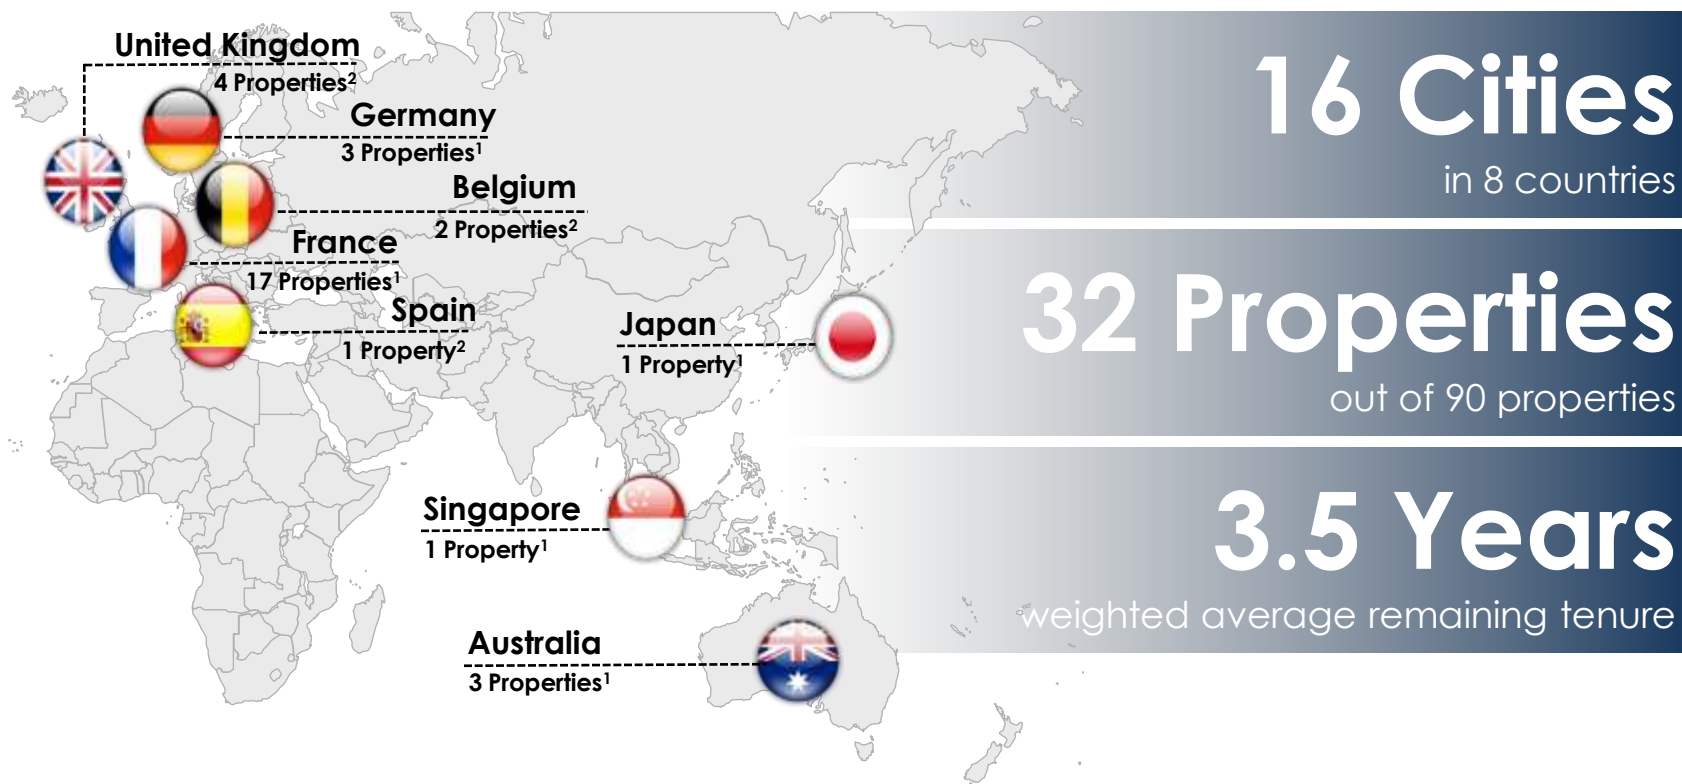 United Kingdom
4 Properties²
Germany
3 Properties¹
Belgium
2 Properties²
France
17 Properties¹
Spain
1 Property²
Japan
1 Property¹
Singapore
1 Property¹
Australia
3 Properties¹
16 Cities
in 8 countries
32 Properties
out of 90 properties
3.5 Years
weighted average remaining tenure